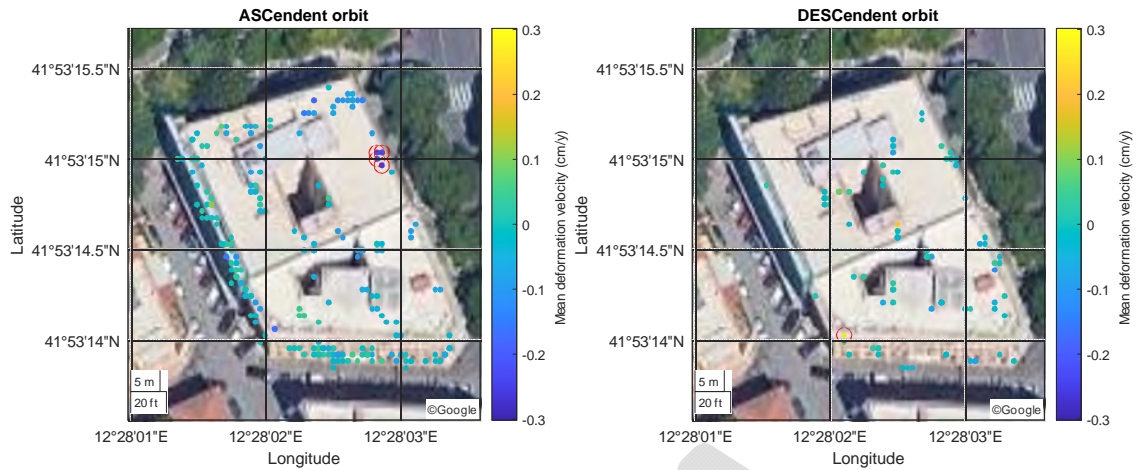 ASCendent orbit
41°53'15.5"N
41°53'15"N
41°53'14.5"N
41°53'14"N
Latitude
5 m
20 ft
©Google
12°28'01"E
12°28'02"E
12°28'03"E
Longitude
0.3
0.2
0.1
0
-0.1
-0.2
-0.3
Mean deformation velocity (cm/y)
DESCendent orbit
41°53'15.5"N
41°53'15"N
41°53'14.5"N
41°53'14"N
Latitude
5 m
20 ft
©Google
12°28'01"E
12°28'02"E
12°28'03"E
Longitude
0.3
0.2
0.1
0
-0.1
-0.2
-0.3
Mean deformation velocity (cm/y)